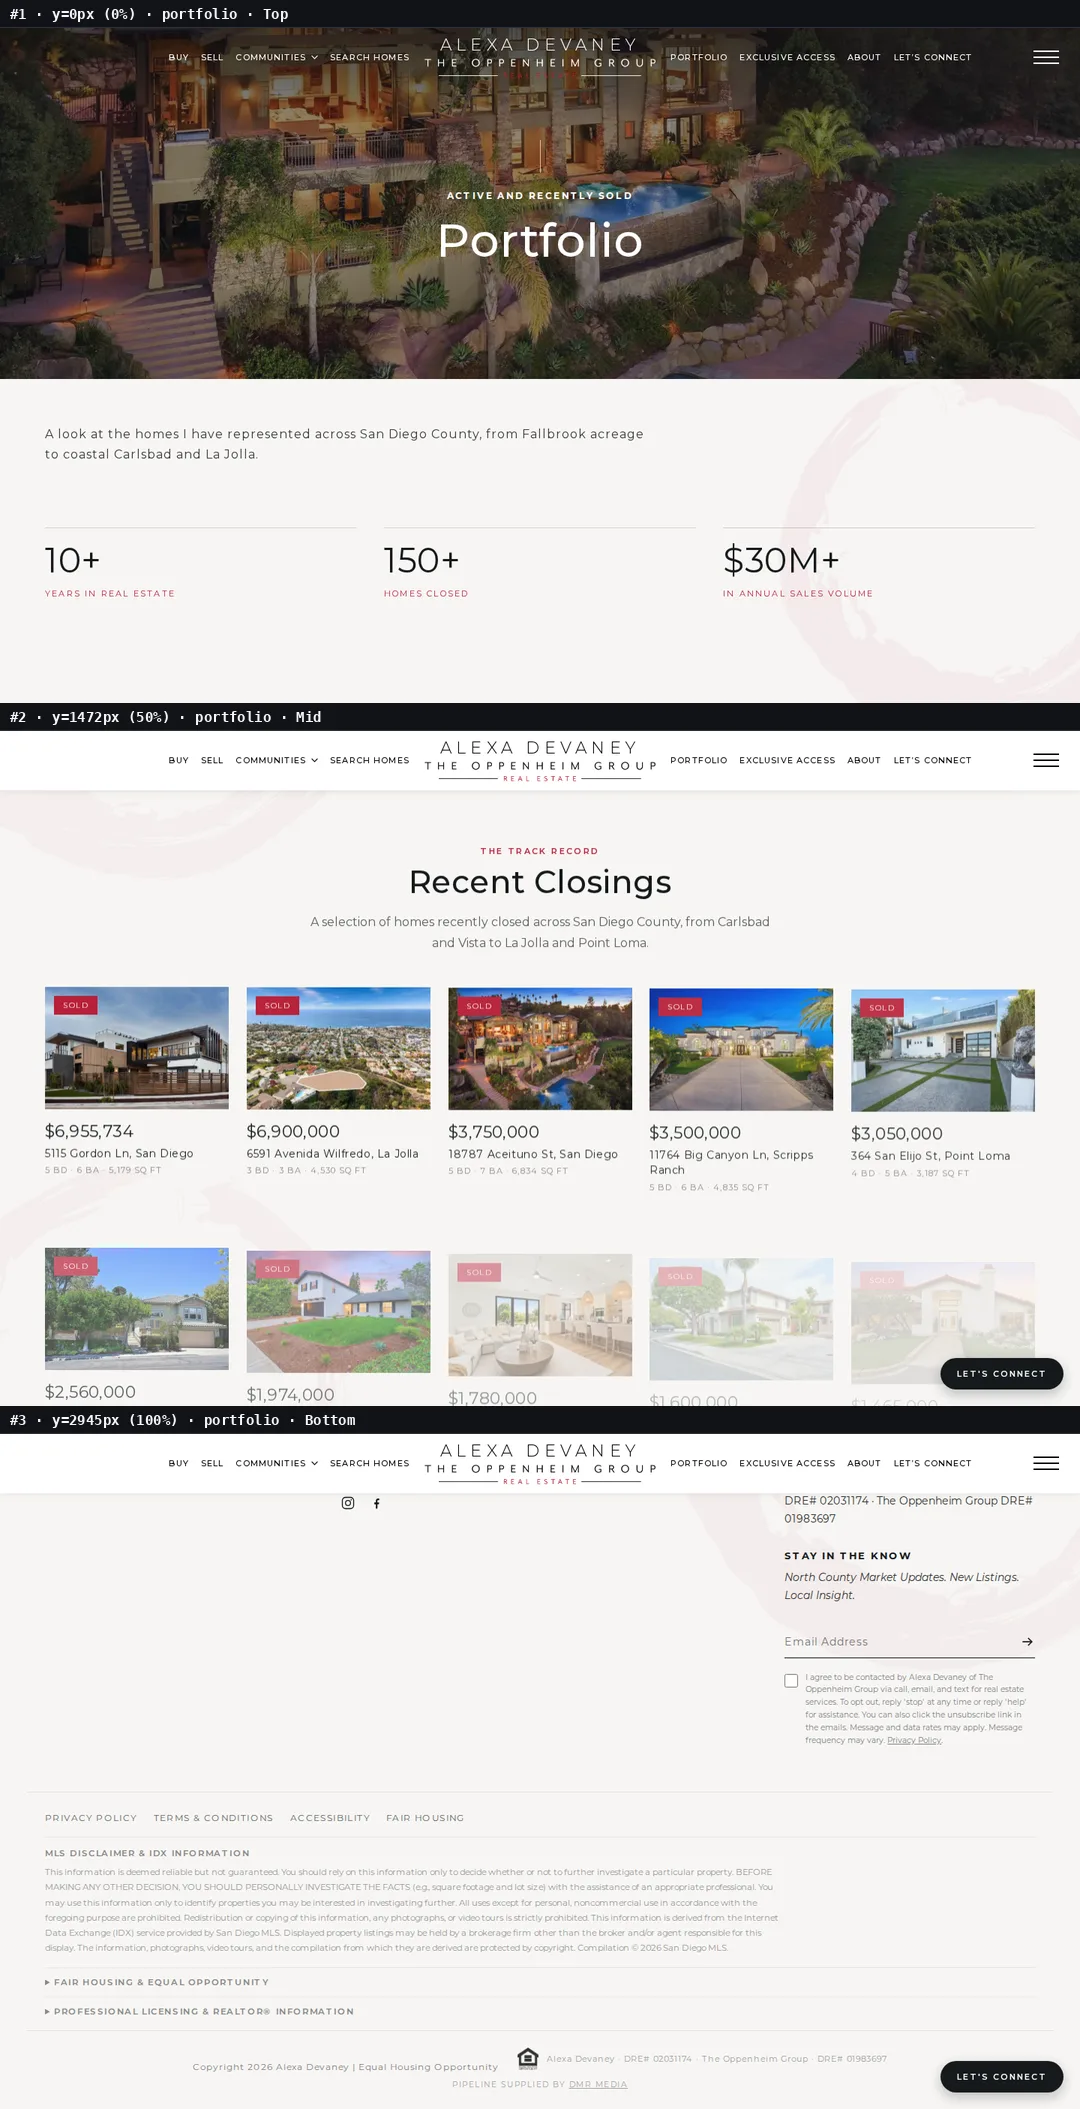 #1 · y=0px (0%) · portfolio · Top
BUY SELL COMMUNITIES SEARCH HOMES
ALEXA DEVANEY
THE OPPENHEIM GROUP
PORTFOLIO EXCLUSIVE ACCESS ABOUT LET'S CONNECT
ACTIVE AND RECENTLY SOLD
Portfolio
A look at the homes I have represented across San Diego County, from Fallbrook acreage
to coastal Carlsbad and La Jolla.
10+
YEARS IN REAL ESTATE
150+
HOMES CLOSED
$30M+
IN ANNUAL SALES VOLUME
#2 · y=1472px (50%) · portfolio · Mid
BUY SELL COMMUNITIES SEARCH HOMES
ALEXA DEVANEY
THE OPPENHEIM GROUP
REAL ESTATE
PORTFOLIO EXCLUSIVE ACCESS ABOUT LET'S CONNECT
THE TRACK RECORD
Recent Closings
A selection of homes recently closed across San Diego County, from Carlsbad
and Vista to La Jolla and Point Loma.
SOLD
$6,955,734
5115 Gordon Ln, San Diego
5 BD · 6 BA · 5,179 SQ FT
SOLD
$6,900,000
6591 Avenida Wilfredo, La Jolla
3 BD · 3 BA · 4,530 SQ FT
SOLD
$3,750,000
18787 Aceituno St, San Diego
5 BD · 7 BA · 6,834 SQ FT
SOLD
$3,500,000
11764 Big Canyon Ln, Scripps
Ranch
5 BD · 6 BA · 4,835 SQ FT
SOLD
$3,050,000
364 San Elijo St, Point Loma
4 BD · 5 BA · 3,187 SQ FT
SOLD
$2,560,000
SOLD
$1,974,000
SOLD
$1,780,000
SOLD
$1,600,000
SOLD
$1,465,000
LET'S CONNECT
#3 · y=2945px (100%) · portfolio · Bottom
BUY SELL COMMUNITIES SEARCH HOMES
ALEXA DEVANEY
THE OPPENHEIM GROUP
REAL ESTATE
PORTFOLIO EXCLUSIVE ACCESS ABOUT LET'S CONNECT
DRE# 02031174 · The Oppenheim Group DRE#
01983697
STAY IN THE KNOW
North County Market Updates. New Listings.
Local Insight.
Email Address
I agree to be contacted by Alexa Devaney of The
Oppenheim Group via call, email, and text for real estate
services. To opt out, reply 'stop' at any time or reply 'help'
for assistance. You can also click the unsubscribe link in
the emails. Message and data rates may apply. Message
frequency may vary. Privacy Policy.
PRIVACY POLICY TERMS & CONDITIONS ACCESSIBILITY FAIR HOUSING
MLS DISCLAIMER & IDX INFORMATION
This information is deemed reliable but not guaranteed. You should rely on this information only to decide whether or not to further investigate a particular property. BEFORE
MAKING ANY OTHER DECISION, YOU SHOULD PERSONALLY INVESTIGATE THE FACTS (e.g., square footage and lot size) with the assistance of an appropriate professional. You
may use this information only to identify properties you may be interested in investigating further. All uses except for personal, noncommercial use in accordance with the
foregoing purpose are prohibited. Redistribution or copying of this information, any photographs, or video tours is strictly prohibited. This information is derived from the Internet
Data Exchange (IDX) service provided by San Diego MLS. Displayed property listings may be held by a brokerage firm other than the broker and/or agent responsible for this
display. The information, photographs, video tours, and the compilation from which they are derived are protected by copyright. Compilation © 2026 San Diego MLS.
FAIR HOUSING & EQUAL OPPORTUNITY
PROFESSIONAL LICENSING & REALTOR® INFORMATION
Copyright 2026 Alexa Devaney | Equal Housing Opportunity
Alexa Devaney · DRE# 02031174 · The Oppenheim Group · DRE# 01983697
PIPELINE SUPPLIED BY DMR MEDIA
LET'S CONNECT